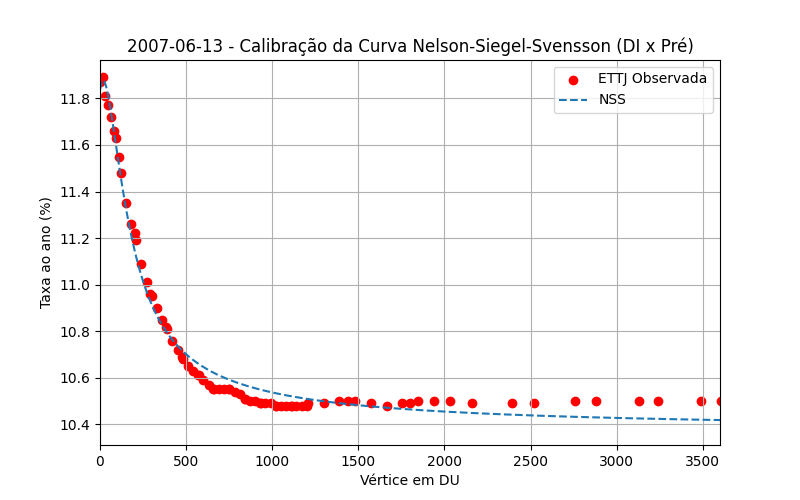 2007-06-13 - Calibração da Curva Nelson-Siegel-Svensson (DI x Pré)
ETTJ Observada
NSS
Taxa ao ano (%)
11.8
11.6
11.4
11.2
11.0
10.8
10.6
10.4
0 500 1000 1500 2000 2500 3000 3500
Vértice em DU